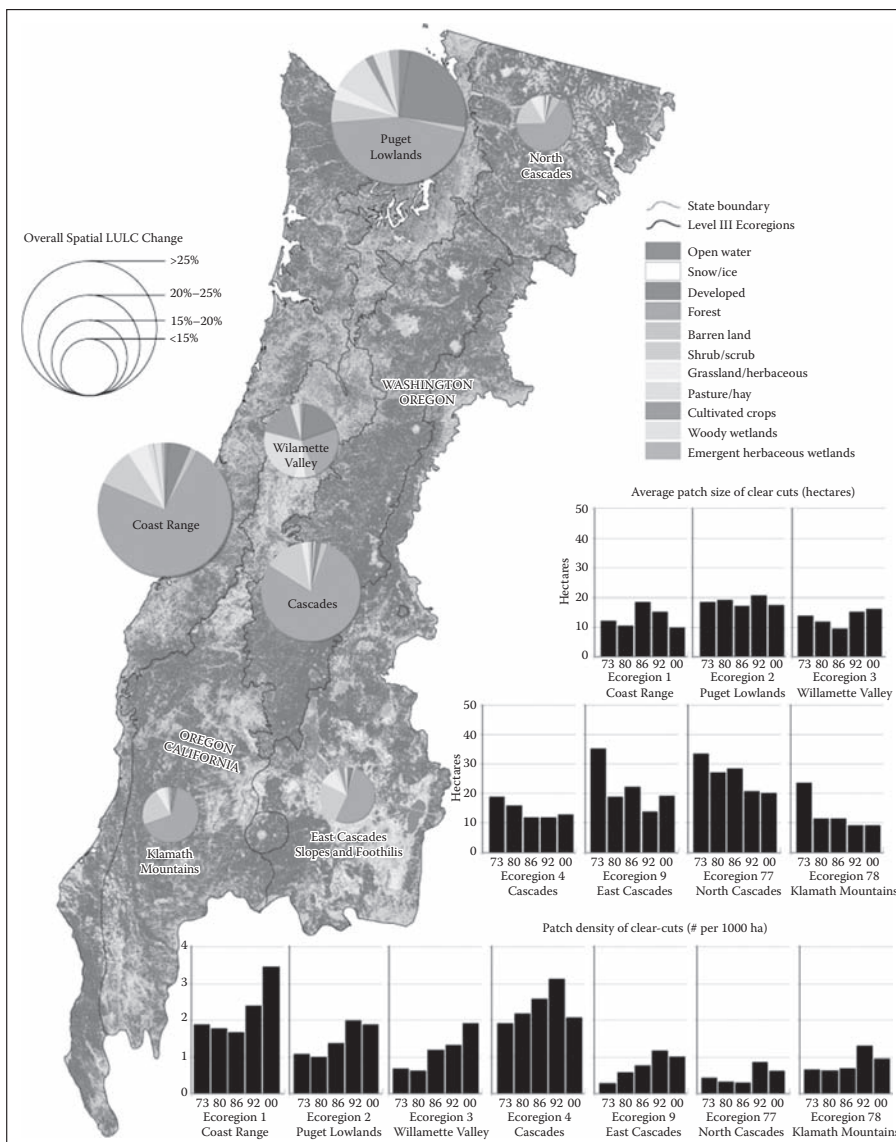 Puget
Lowlands
North
Cascades
State boundary
Level III Ecoregions
Overall Spatial LULC Change
>25%
20%–25%
15%–20%
<15%
Open water
Snow/ice
Developed
Forest
Barren land
Shrub/scrub
Grassland/herbaceous
Pasture/hay
Cultivated crops
Woody wetlands
Emergent herbaceous wetlands
WASHINGTON
OREGON
Wilamette
Valley
Coast Range
Cascades
OREGON
CALIFORNIA
Klamath
Mountains
East Cascades
Slopes and Foothilis
Average patch size of clear cuts (hectares)
Hectares
50
40
30
20
10
0
73 80 86 92 00
Ecoregion 1
Coast Range
73 80 86 92 00
Ecoregion 2
Puget Lowlands
73 80 86 92 00
Ecoregion 3
Willamette Valley
Hectares
50
40
30
20
10
0
73 80 86 92 00
Ecoregion 4
Cascades
73 80 86 92 00
Ecoregion 9
East Cascades
73 80 86 92 00
Ecoregion 77
North Cascades
73 80 86 92 00
Ecoregion 78
Klamath Mountains
Patch density of clear-cuts (# per 1000 ha)
4
3
2
1
0
73 80 86 92 00
Ecoregion 1
Coast Range
73 80 86 92 00
Ecoregion 2
Puget Lowlands
73 80 86 92 00
Ecoregion 3
Willamette Valley
73 80 86 92 00
Ecoregion 4
Cascades
73 80 86 92 00
Ecoregion 9
East Cascades
73 80 86 92 00
Ecoregion 77
North Cascades
73 80 86 92 00
Ecoregion 78
Klamath Mountains